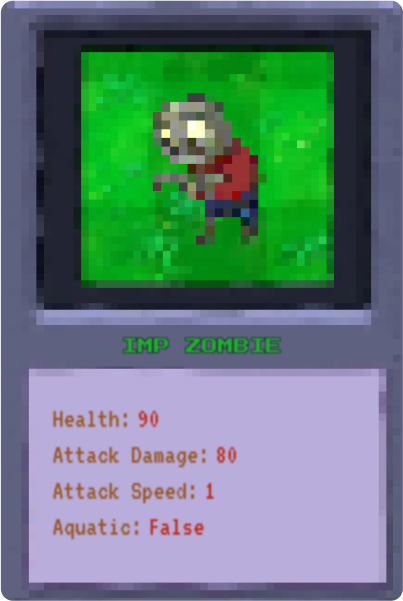 IMP ZOMBIE
Health: 90
Attack Damage: 80
Attack Speed: 1
Aquatic: False